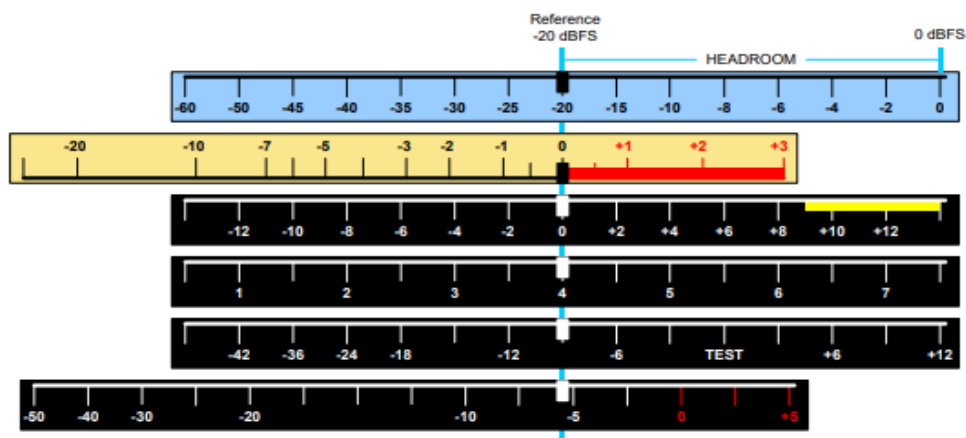 Reference
-20 dBFS
0 dBFS
HEADROOM
-60 -50 -45 -40 -35 -30 -25 -20 -15 -10 -8 -6 -4 -2 0
-20 -10 -7 -5 -3 -2 -1 0 +1 +2 +3
-12 -10 -8 -6 -4 -2 0 +2 +4 +6 +8 +10 +12
1 2 3 4 5 6 7
-42 -36 -24 -18 -12 -6 TEST +6 +12
-50 -40 -30 -20 -10 -5 0 +5